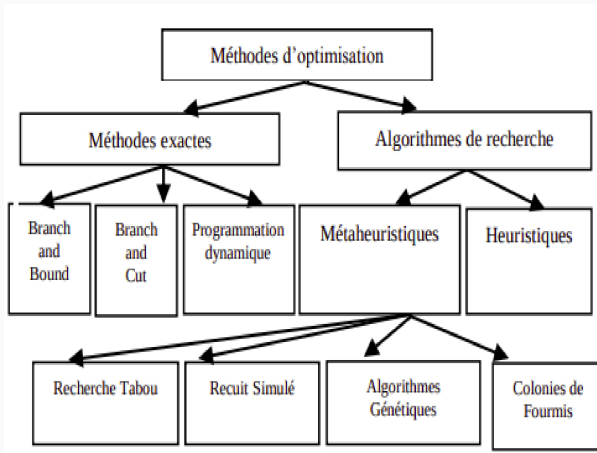 Méthodes d'optimisation
Méthodes exactes
Algorithmes de recherche
Branch
and
Bound
Branch
and
Cut
Programmation
dynamique
Métaheuristiques
Heuristiques
Recherche Tabou
Recuit Simulé
Algorithmes
Génétiques
Colonies de
Fourmis